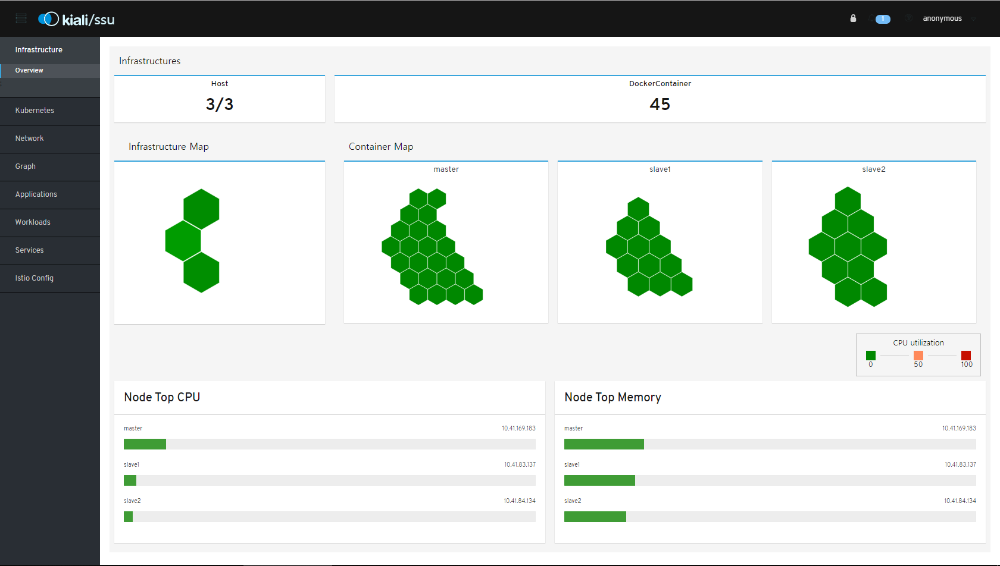 kiali/ssu
1
anonymous
Infrastructure
Overview
Kubernetes
Network
Graph
Applications
Workloads
Services
Istio Config
Infrastructures
Host
3/3
DockerContainer
45
Infrastructure Map
Container Map
master
slave1
slave2
CPU utilization
0
50
100
Node Top CPU
master 10.41.169.183
slave1 10.41.83.137
slave2 10.41.84.134
Node Top Memory
master 10.41.169.183
slave1 10.41.83.137
slave2 10.41.84.134